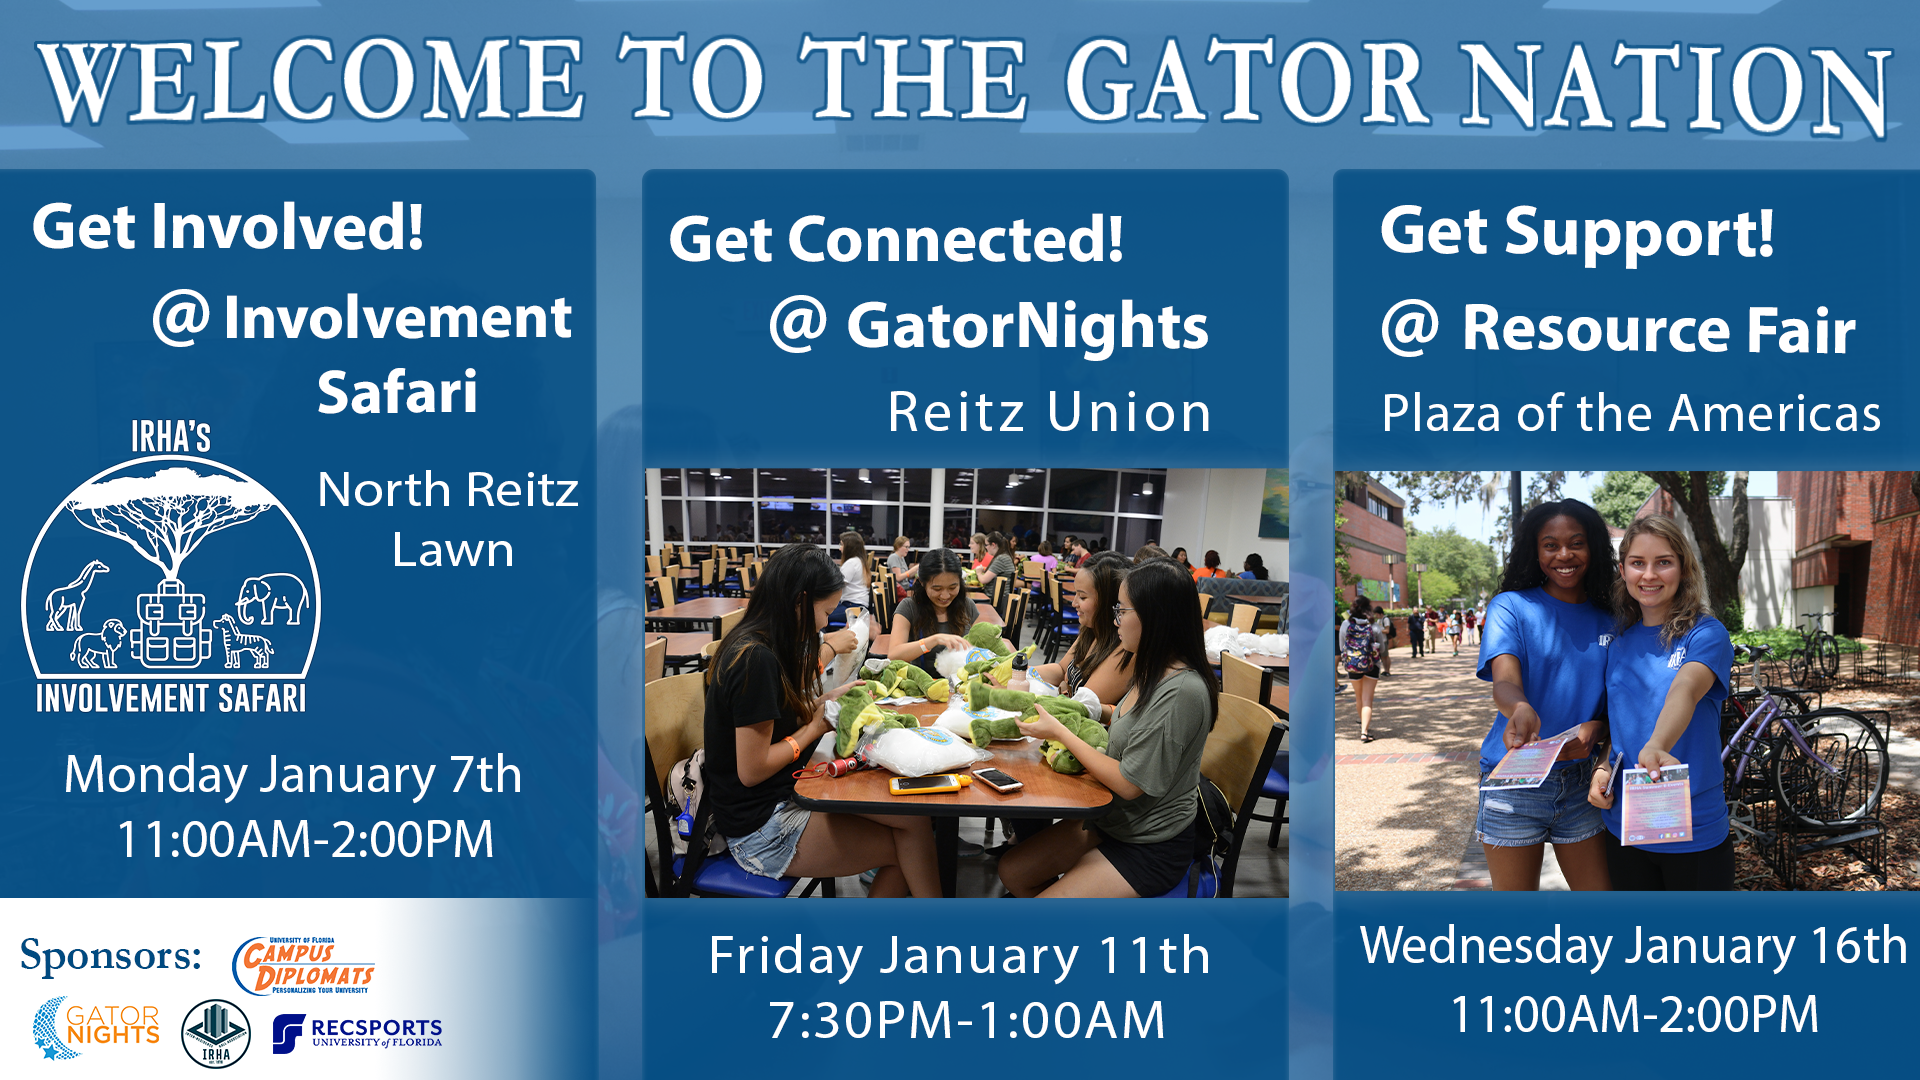 WELCOME TO THE GATOR NATION
Get Involved!
@ Involvement
Safari
IRHA's
INVOLVEMENT SAFARI
North Reitz
Lawn
Monday January 7th
11:00AM-2:00PM
Sponsors:
UNIVERSITY OF FLORIDA
CAMPUS
DIPLOMATS
PERSONALIZING YOUR UNIVERSITY
GATOR
NIGHTS
IRHA
RECSPORTS
UNIVERSITY of FLORIDA
Get Connected!
@ GatorNights
Reitz Union
Friday January 11th
7:30PM-1:00AM
Get Support!
@ Resource Fair
Plaza of the Americas
Wednesday January 16th
11:00AM-2:00PM